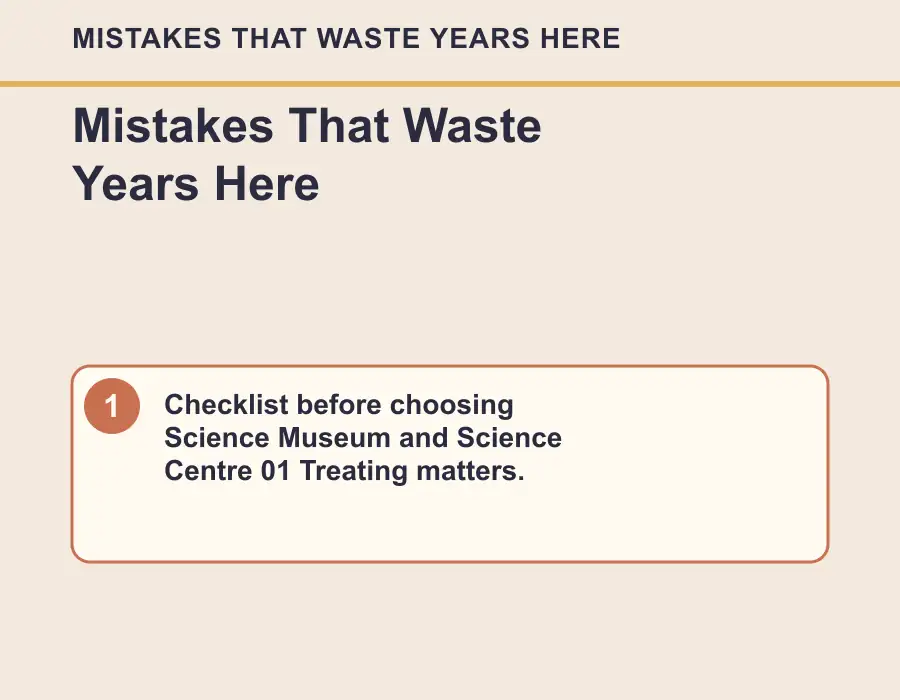 MISTAKES THAT WASTE YEARS HERE
Mistakes That Waste
Years Here
1
Checklist before choosing
Science Museum and Science
Centre 01 Treating matters.